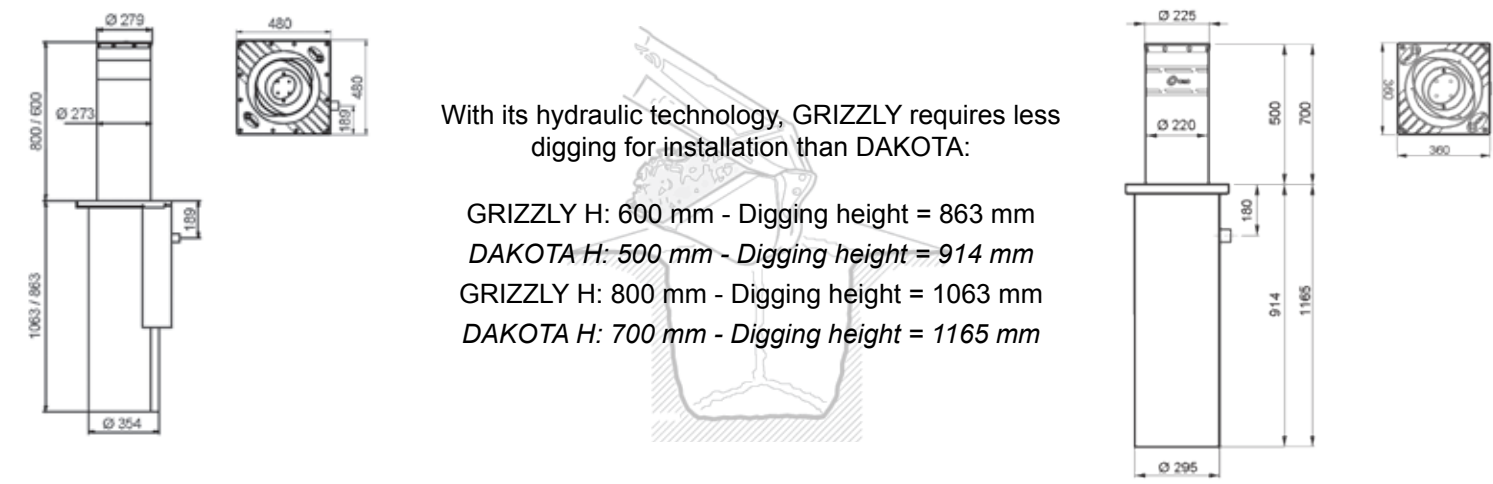 Ø 279
800 / 600
Ø 273
189
1063 / 863
Ø 354
480
480
189
With its hydraulic technology, GRIZZLY requires less
digging for installation than DAKOTA:
GRIZZLY H: 600 mm - Digging height = 863 mm
DAKOTA H: 500 mm - Digging height = 914 mm
GRIZZLY H: 800 mm - Digging height = 1063 mm
DAKOTA H: 700 mm - Digging height = 1165 mm
Ø 225
500
700
Ø 220
180
914
1165
Ø 295
360
360